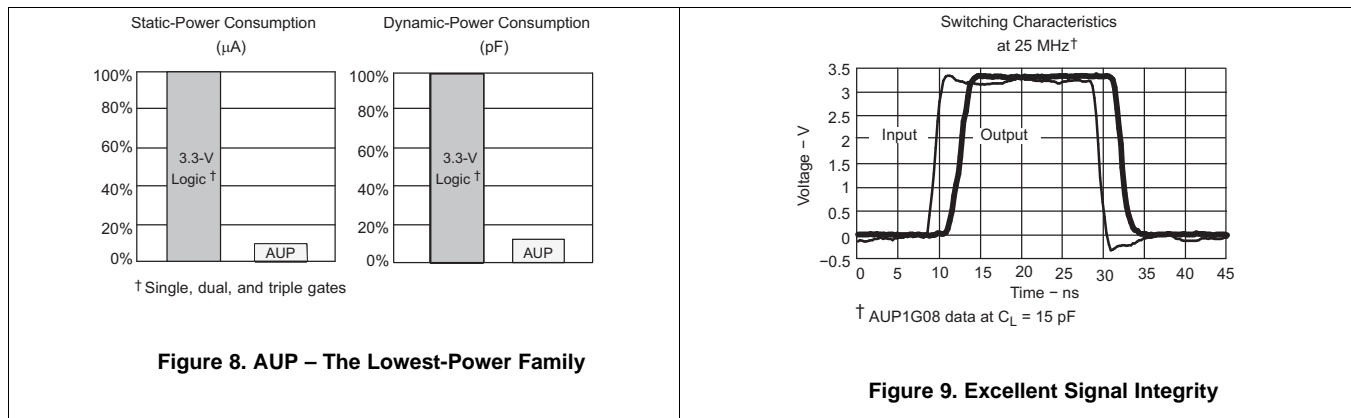 Static-Power Consumption
(µA)
100%
80%
60%
40%
20%
0%
3.3-V
Logic †
AUP
Dynamic-Power Consumption
(pF)
100%
80%
60%
40%
20%
0%
3.3-V
Logic †
AUP
† Single, dual, and triple gates
Figure 8. AUP – The Lowest-Power Family
Switching Characteristics
at 25 MHz†
Voltage − V
3.5
3
2.5
2
1.5
1
0.5
0
−0.5
Input
Output
0 5 10 15 20 25 30 35 40 45
Time − ns
† AUP1G08 data at CL = 15 pF
Figure 9. Excellent Signal Integrity